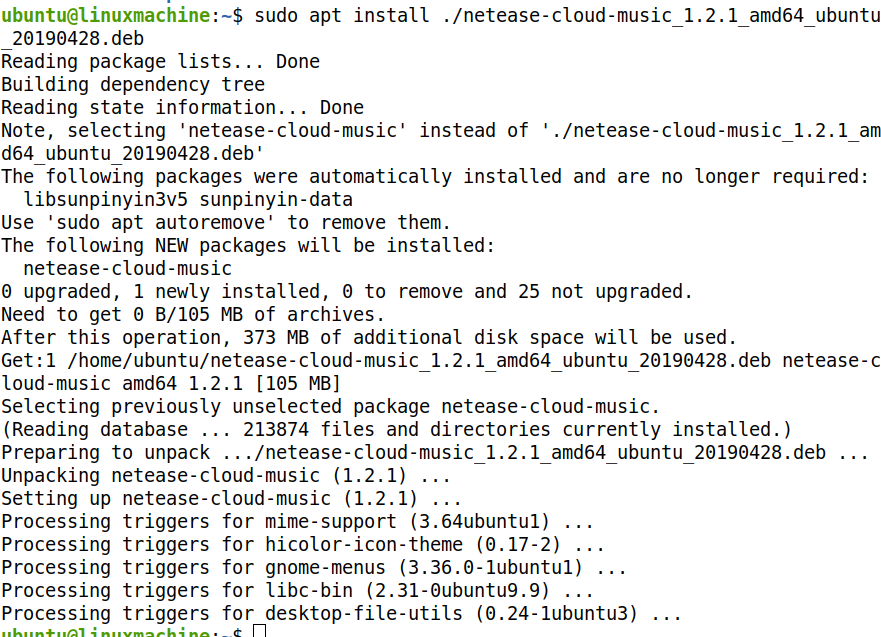 ubuntu@linuxmachine:~$ sudo apt install ./netease-cloud-music_1.2.1_amd64_ubuntu
_20190428.deb
Reading package lists... Done
Building dependency tree
Reading state information... Done
Note, selecting 'netease-cloud-music' instead of './netease-cloud-music_1.2.1_am
d64_ubuntu_20190428.deb'
The following packages were automatically installed and are no longer required:
  libsunpinyin3v5 sunpinyin-data
Use 'sudo apt autoremove' to remove them.
The following NEW packages will be installed:
  netease-cloud-music
0 upgraded, 1 newly installed, 0 to remove and 25 not upgraded.
Need to get 0 B/105 MB of archives.
After this operation, 373 MB of additional disk space will be used.
Get:1 /home/ubuntu/netease-cloud-music_1.2.1_amd64_ubuntu_20190428.deb netease-c
loud-music amd64 1.2.1 [105 MB]
Selecting previously unselected package netease-cloud-music.
(Reading database ... 213874 files and directories currently installed.)
Preparing to unpack .../netease-cloud-music_1.2.1_amd64_ubuntu_20190428.deb ...
Unpacking netease-cloud-music (1.2.1) ...
Setting up netease-cloud-music (1.2.1) ...
Processing triggers for mime-support (3.64ubuntu1) ...
Processing triggers for hicolor-icon-theme (0.17-2) ...
Processing triggers for gnome-menus (3.36.0-1ubuntu1) ...
Processing triggers for libc-bin (2.31-0ubuntu9.9) ...
Processing triggers for desktop-file-utils (0.24-1ubuntu3) ...
ubuntu@linuxmachine:~$